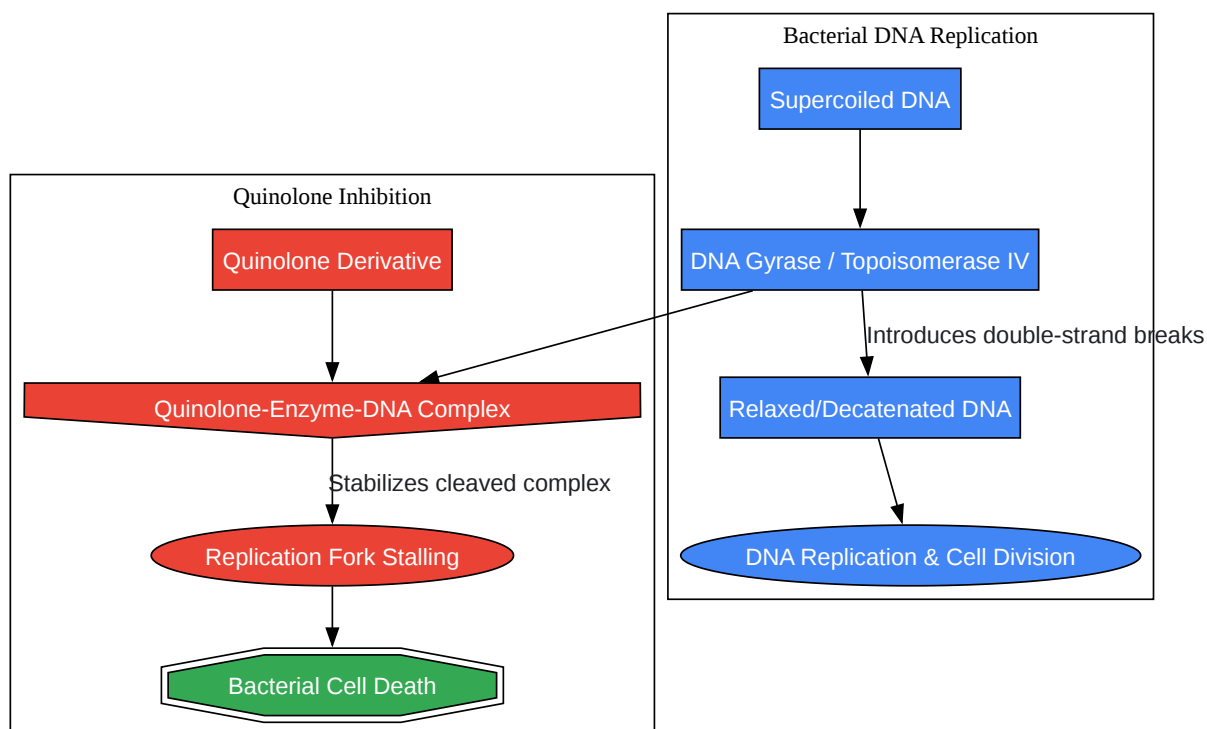 Bacterial DNA Replication
Supercoiled DNA
Quinolone Inhibition
Quinolone Derivative
DNA Gyrase / Topoisomerase IV
Introduces double-strand breaks
Quinolone-Enzyme-DNA Complex
Relaxed/Decatenated DNA
Stabilizes cleaved complex
Replication Fork Stalling
DNA Replication & Cell Division
Bacterial Cell Death